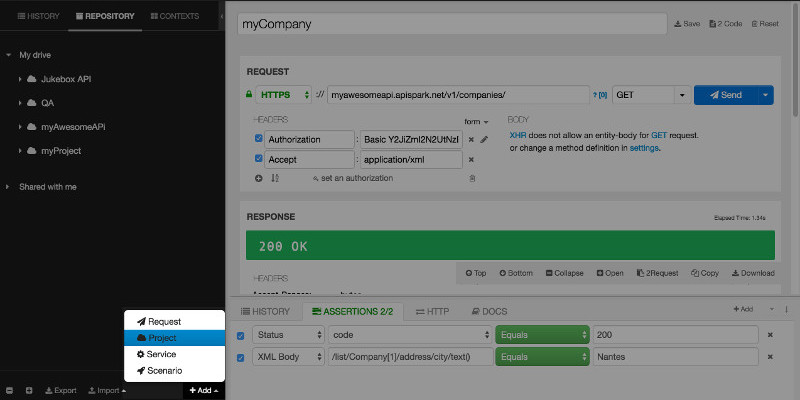 HISTORY REPOSITORY CONTEXTS
My drive
Jukebox API
QA
myAwesomeAPi
myProject
Shared with me
Request
Project
Service
Scenario
Export Import + Add
myCompany
Save 2 Code Reset
REQUEST
HTTPS :// myawesomeapi.apispark.net/v1/companies/ ? [0] GET Send
HEADERS form
Authorization : Basic
Accept : application/xml
set an authorization
BODY
XHR does not allow an entity-body for GET request.
or change a method definition in settings.
RESPONSE Elapsed Time: 1.34s
200 OK
HEADERS
Top Bottom Collapse Open 2Request Copy Download
HISTORY ASSERTIONS 2/2 HTTP DOCS + Add
Status code Equals 200
XML Body /list/Company[1]/address/city/text() Equals Nantes